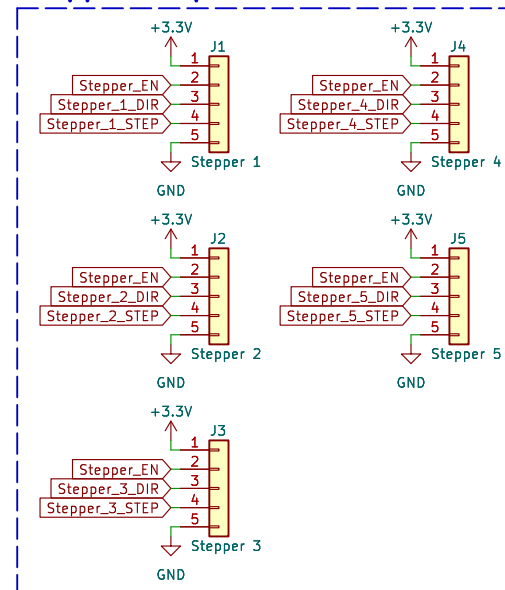 +3.3V
J1
1
Stepper_EN 2
Stepper_1_DIR 3
Stepper_1_STEP 4
5
Stepper 1
GND
+3.3V
J4
1
Stepper_EN 2
Stepper_4_DIR 3
Stepper_4_STEP 4
5
Stepper 4
GND
+3.3V
J2
1
Stepper_EN 2
Stepper_2_DIR 3
Stepper_2_STEP 4
5
Stepper 2
GND
+3.3V
J5
1
Stepper_EN 2
Stepper_5_DIR 3
Stepper_5_STEP 4
5
Stepper 5
GND
+3.3V
J3
1
Stepper_EN 2
Stepper_3_DIR 3
Stepper_3_STEP 4
5
Stepper 3
GND